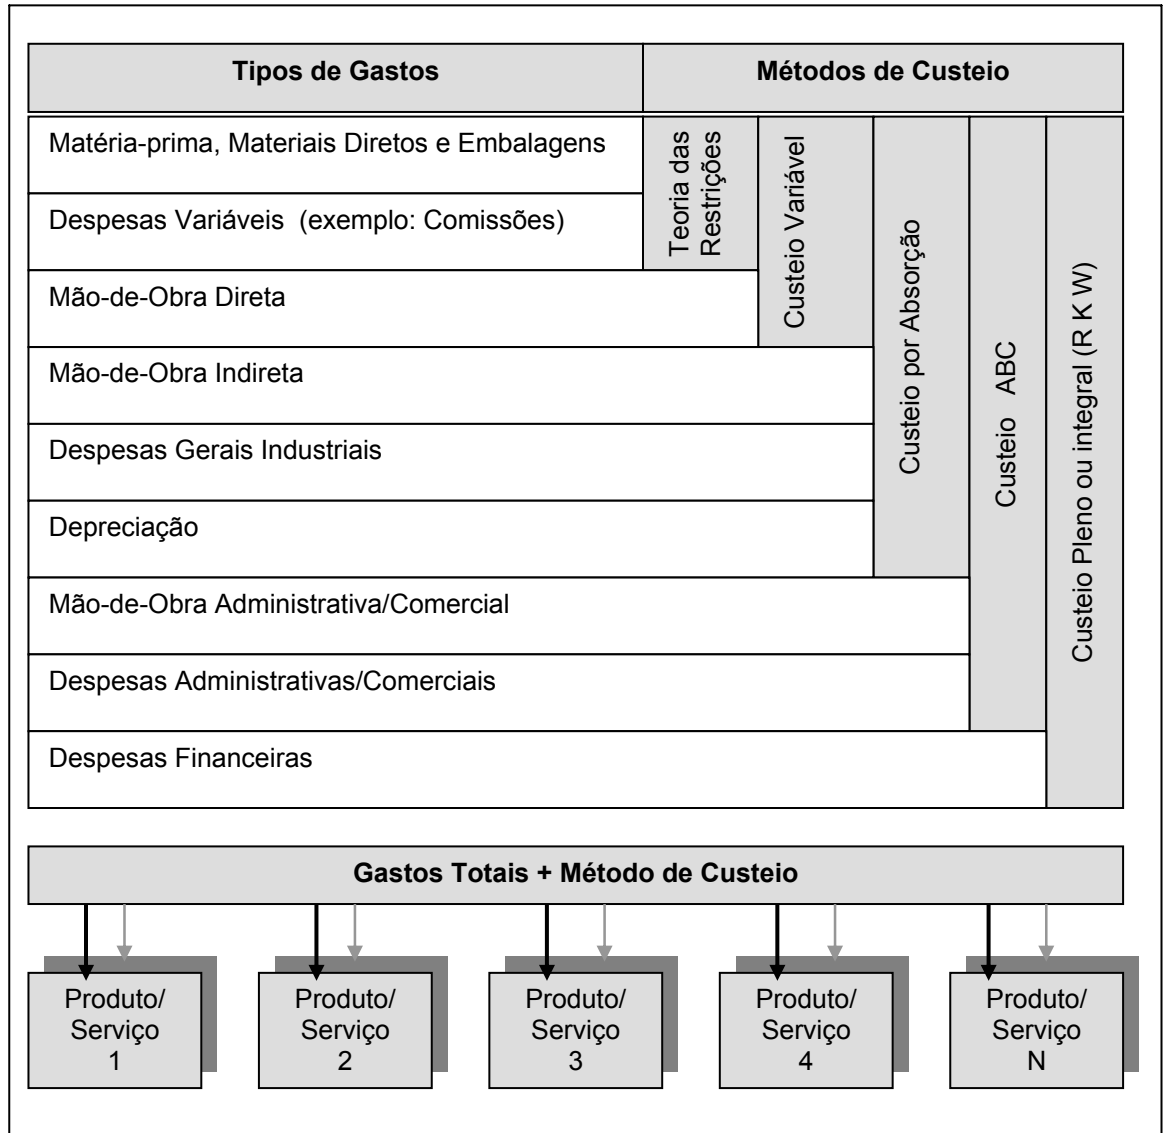 Tipos de Gastos
Métodos de Custeio
Matéria-prima, Materiais Diretos e Embalagens
Despesas Variáveis (exemplo: Comissões)
Mão-de-Obra Direta
Mão-de-Obra Indireta
Despesas Gerais Industriais
Depreciação
Mão-de-Obra Administrativa/Comercial
Despesas Administrativas/Comerciais
Despesas Financeiras
Teoria das
Restrições
Custeio Variável
Custeio por Absorção
Custeio ABC
Custeio Pleno ou integral (R K W)
Gastos Totais + Método de Custeio
Produto/
Serviço
1
Produto/
Serviço
2
Produto/
Serviço
3
Produto/
Serviço
4
Produto/
Serviço
N